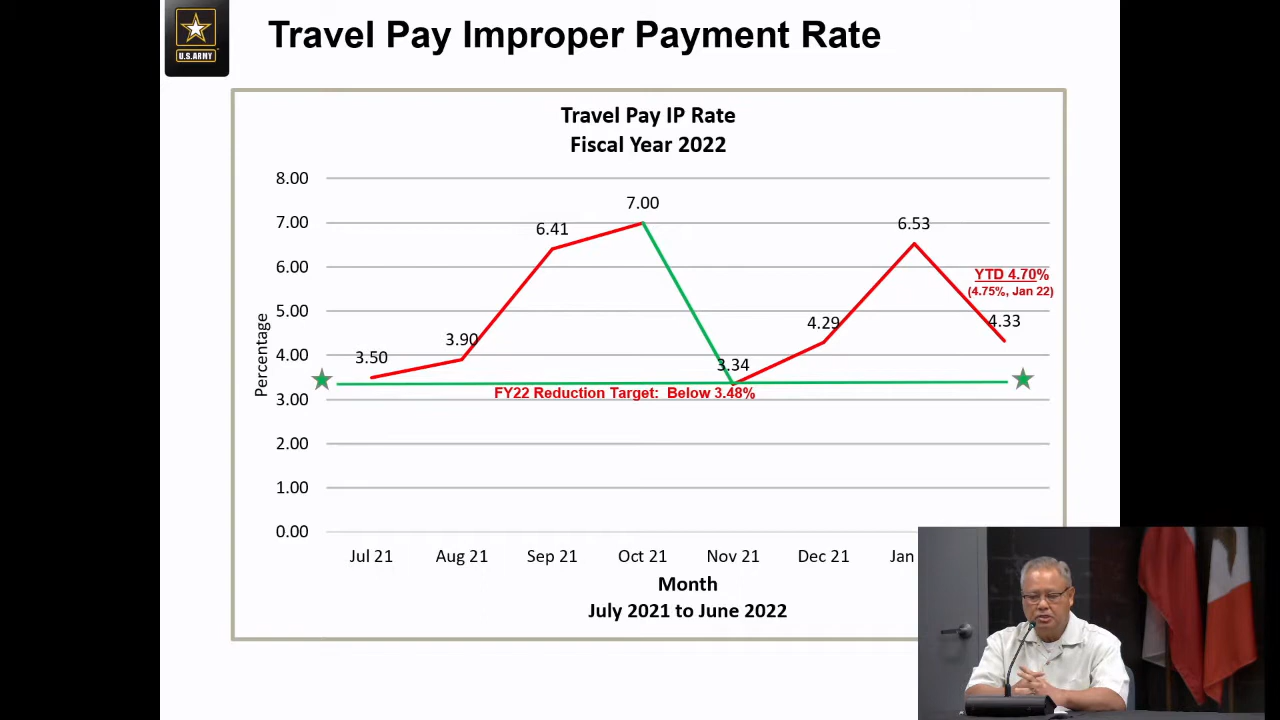 U.S.ARMY
Travel Pay Improper Payment Rate
Travel Pay IP Rate
Fiscal Year 2022
8.00
7.00
6.00
5.00
4.00
3.00
2.00
1.00
0.00
Percentage
3.50
3.90
6.41
7.00
3.34
4.29
6.53
4.33
YTD 4.70%
(4.75%, Jan 22)
FY22 Reduction Target: Below 3.48%
Jul 21 Aug 21 Sep 21 Oct 21 Nov 21 Dec 21 Jan
Month
July 2021 to June 2022